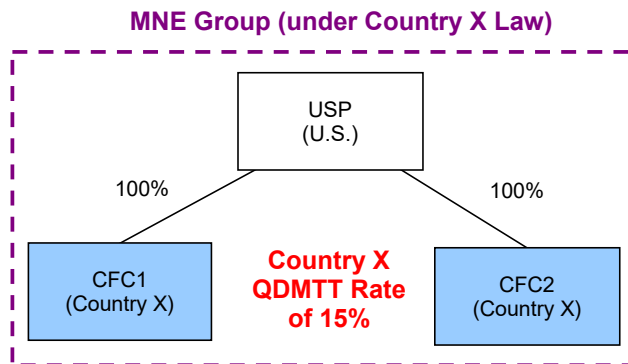 MNE Group (under Country X Law)
USP
(U.S.)
100%
100%
CFC1
(Country X)
Country X
QDMTT Rate
of 15%
CFC2
(Country X)